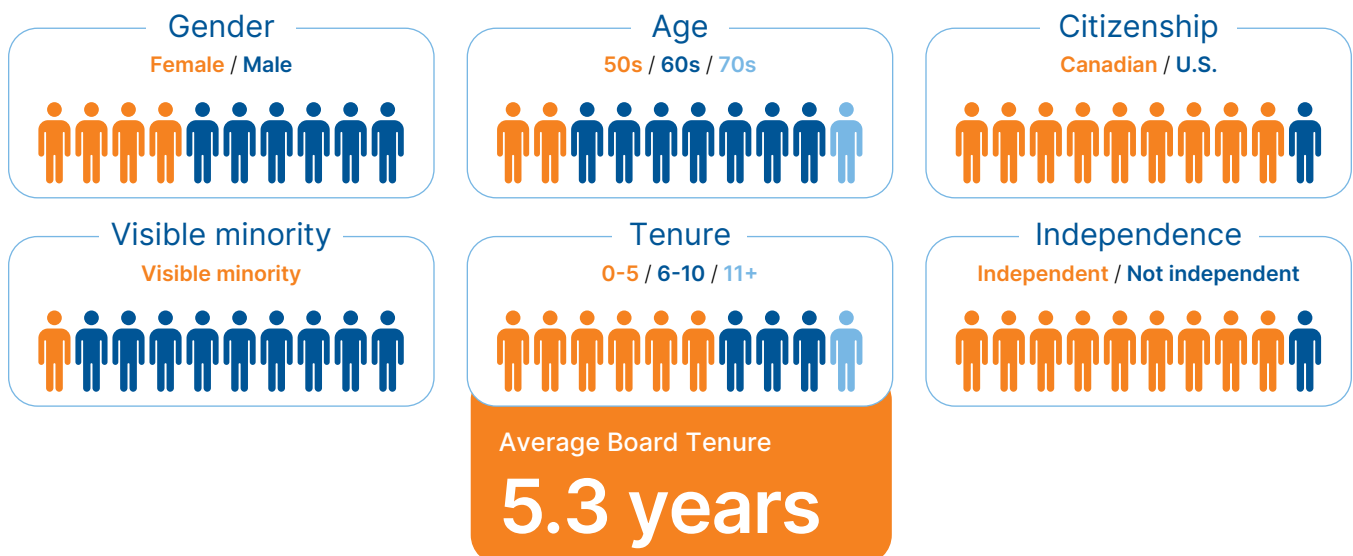 Gender
Female / Male
Age
50s / 60s / 70s
Citizenship
Canadian / U.S.
Visible minority
Visible minority
Tenure
0-5 / 6-10 / 11+
Average Board Tenure
5.3 years
Independence
Independent / Not independent